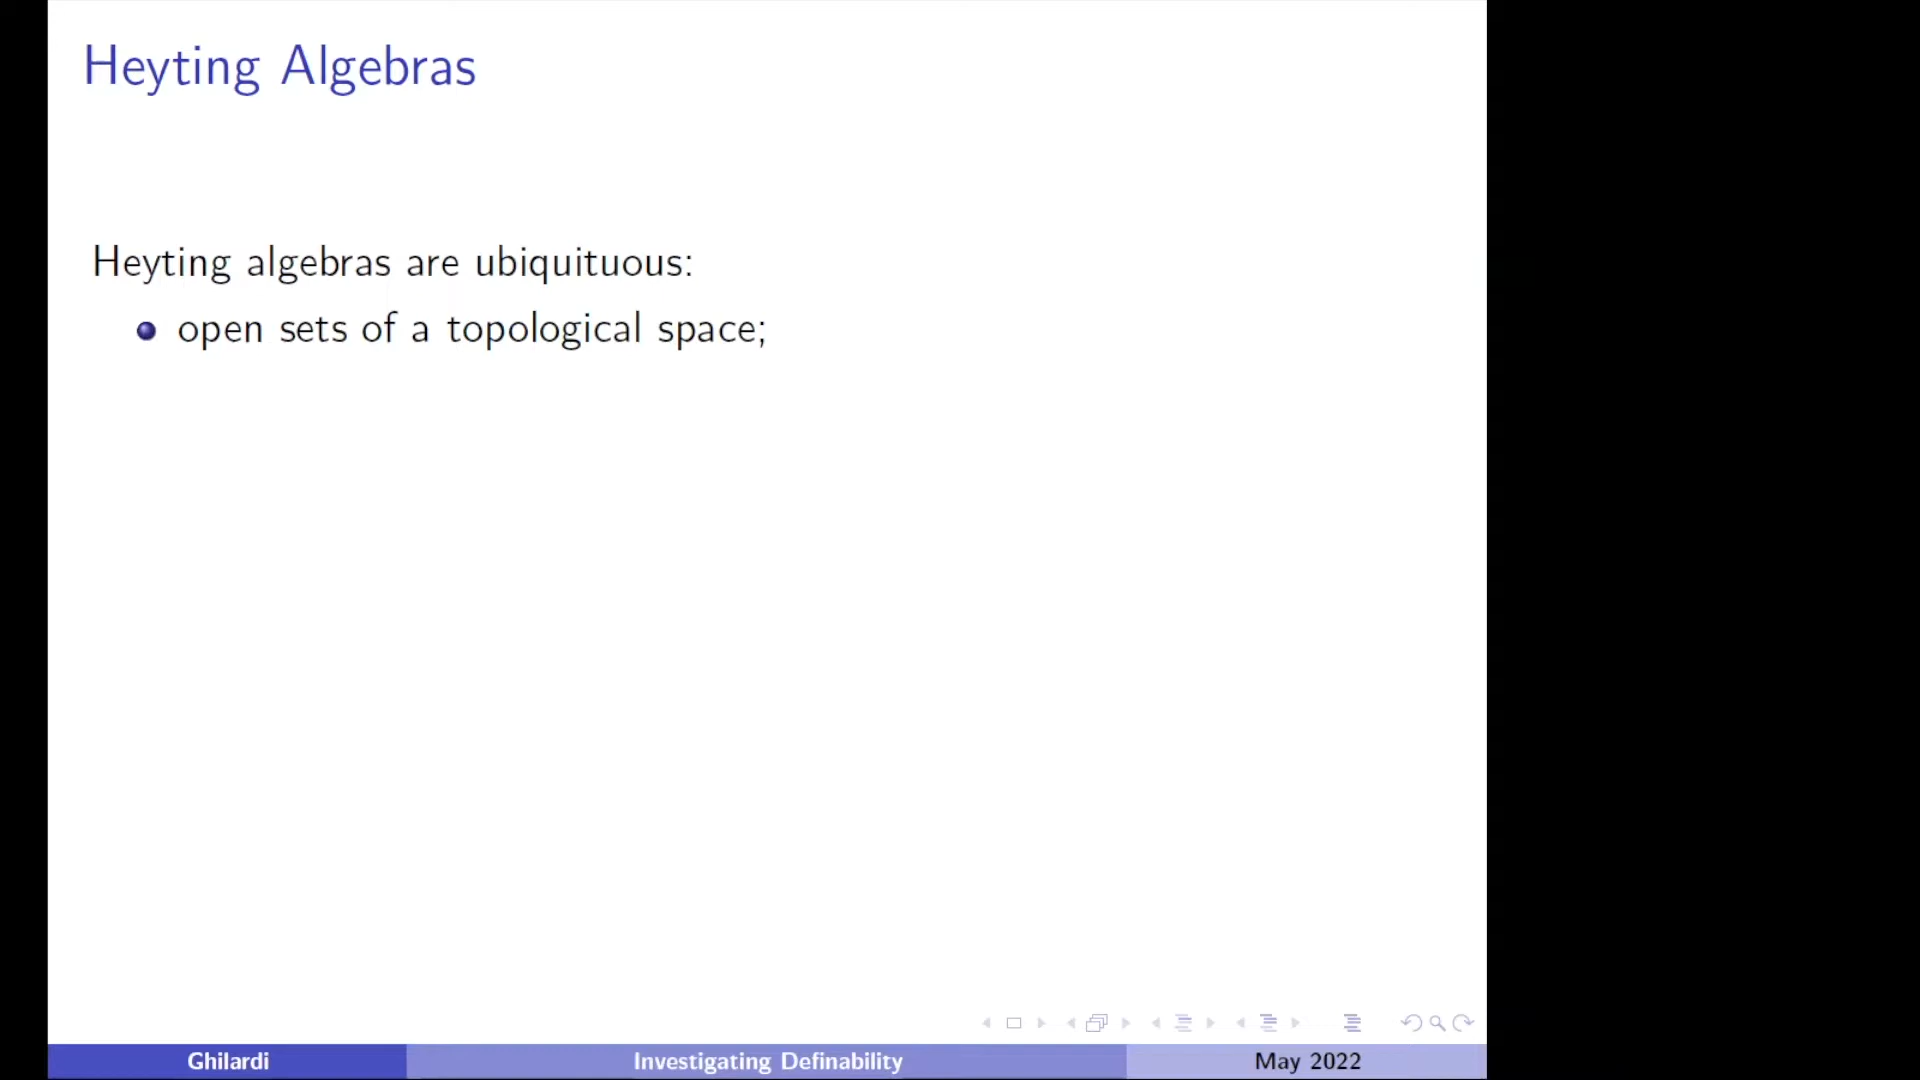 Heyting Algebras
Heyting algebras are ubiquituous:
open sets of a topological space;
Ghilardi
Investigating Definability
May 2022